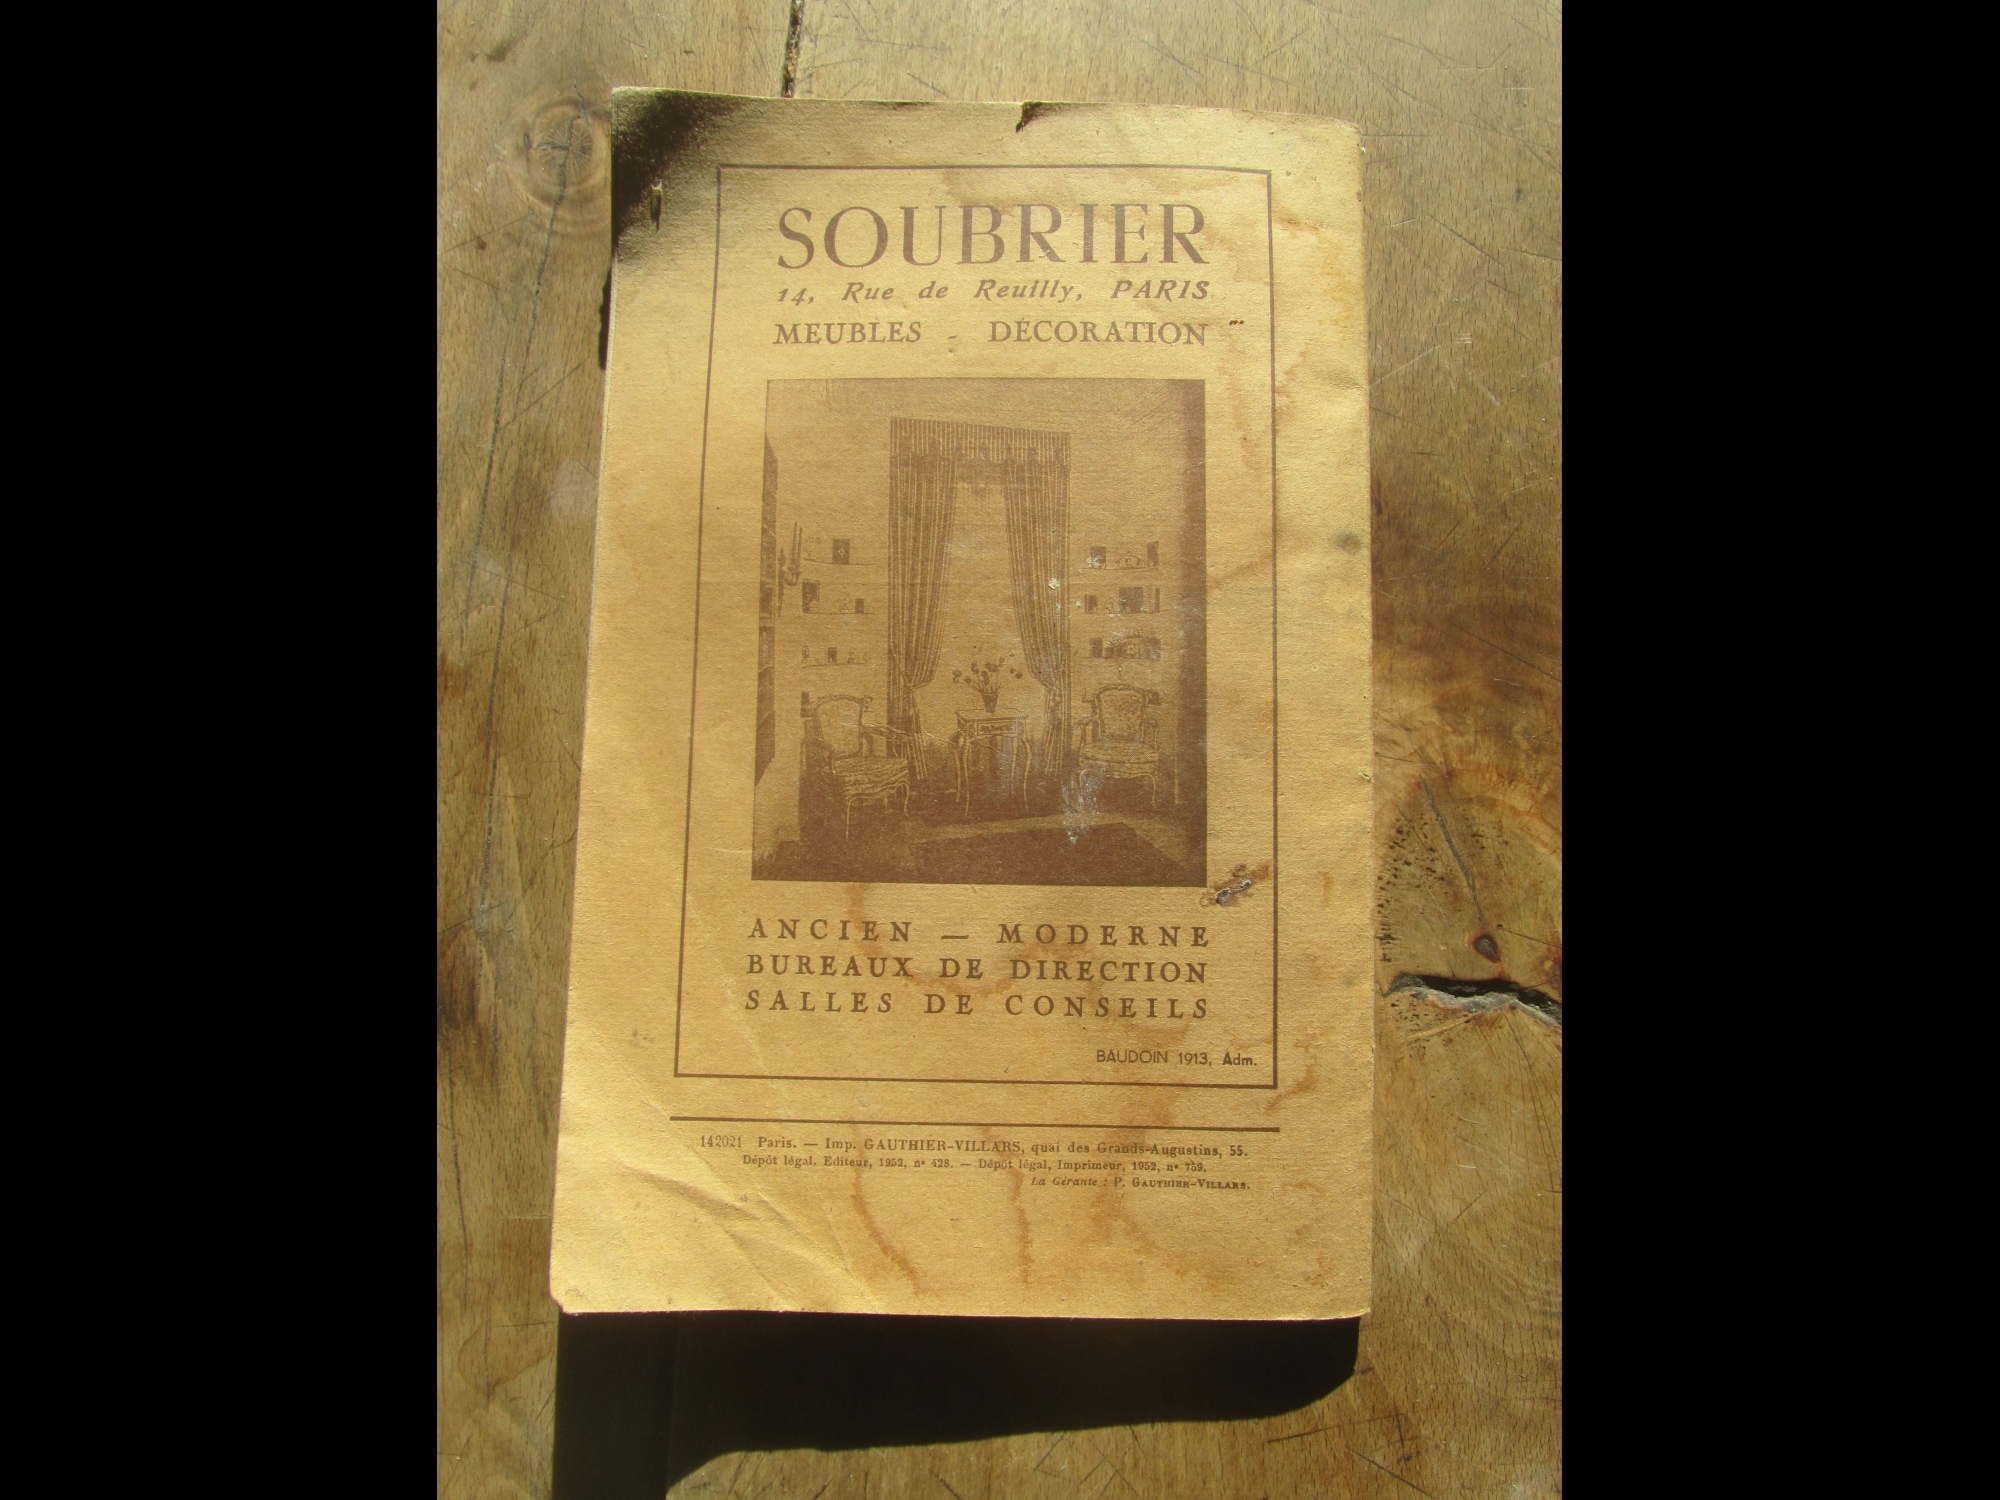 SOUBRIER
14, Rue de Reuilly, PARIS
MEUBLES - DÉCORATION
ANCIEN — MODERNE
BUREAUX DE DIRECTION
SALLES DE CONSEILS
BAUDOIN 1913, Adm.
142021 Paris. — Imp. GAUTHIER-VILLARS, quai des Grands-Augustins, 55.
Dépôt légal. Editeur, 1952, n° 428. — Dépôt légal, Imprimeur, 1952, n° 759.
La Gérante : P. GAUTHIER-VILLARS.